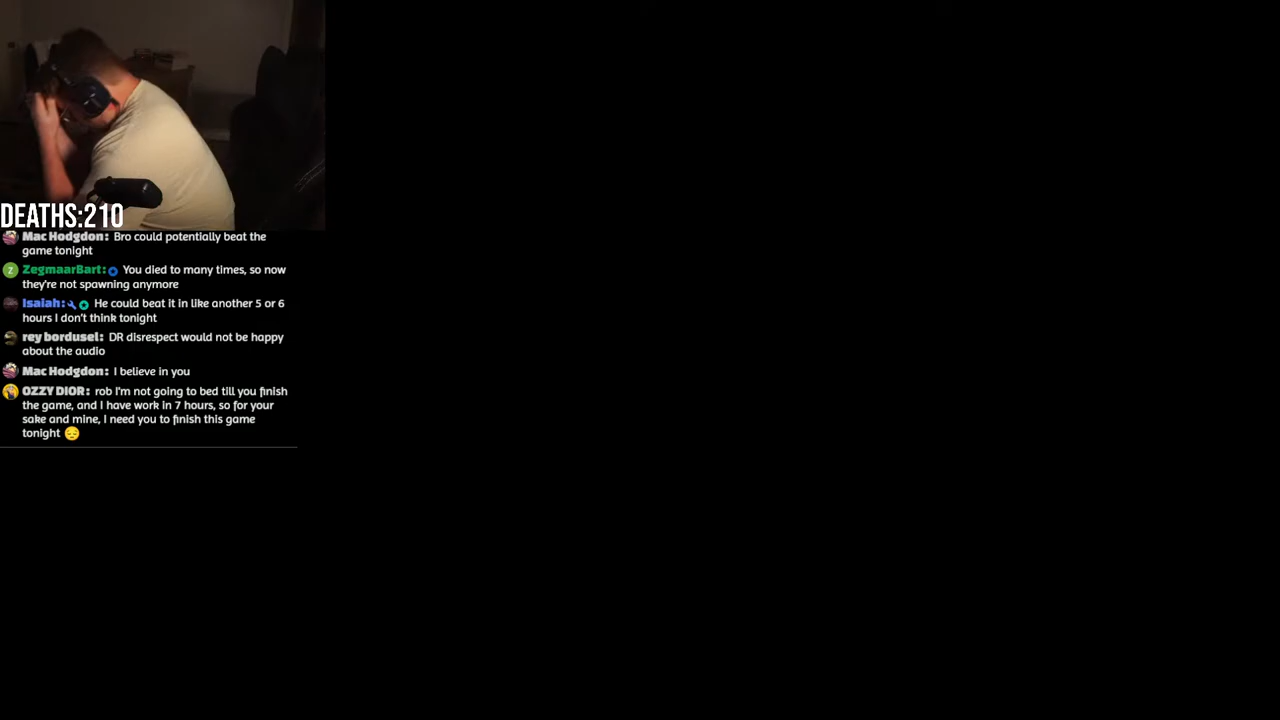 DEATHS:210
Mac Hodgdon: Bro could potentially beat the
game tonight
Z ZegmaarBart: You died to many times, so now
they're not spawning anymore
Isaiah: He could beat it in like another 5 or 6
hours I don't think tonight
rey bordusel: DR disrespect would not be happy
about the audio
Mac Hodgdon: I believe in you
OZZY DIOR: rob I'm not going to bed till you finish
the game, and I have work in 7 hours, so for your
sake and mine, I need you to finish this game
tonight 😔